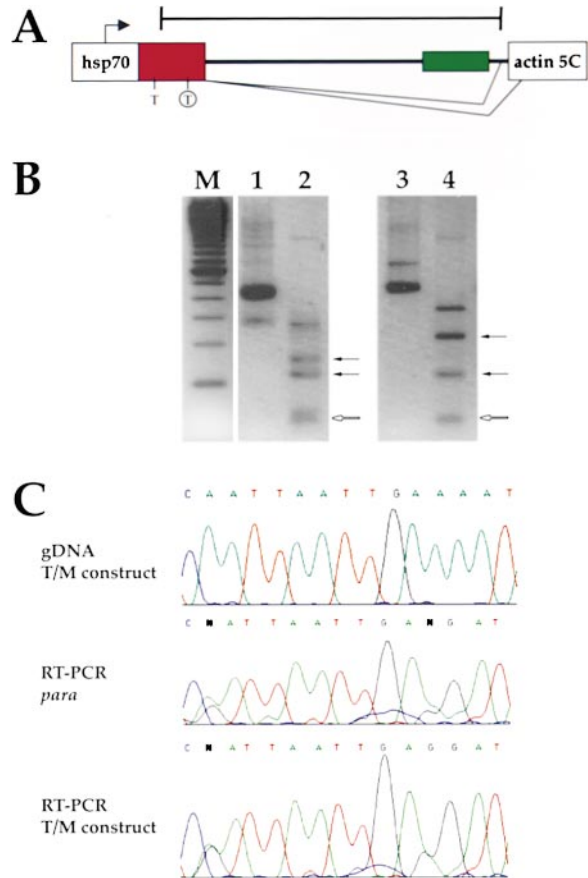 A
hsp70
actin 5C
T T
B
M 1 2 3 4
C
C A A T T A A T T G A A A A T
gDNA
T/M construct
C N A T T A A T T G A N G A T
RT-PCR
para
C N A T T A A T T G A G G A T
RT-PCR
T/M construct